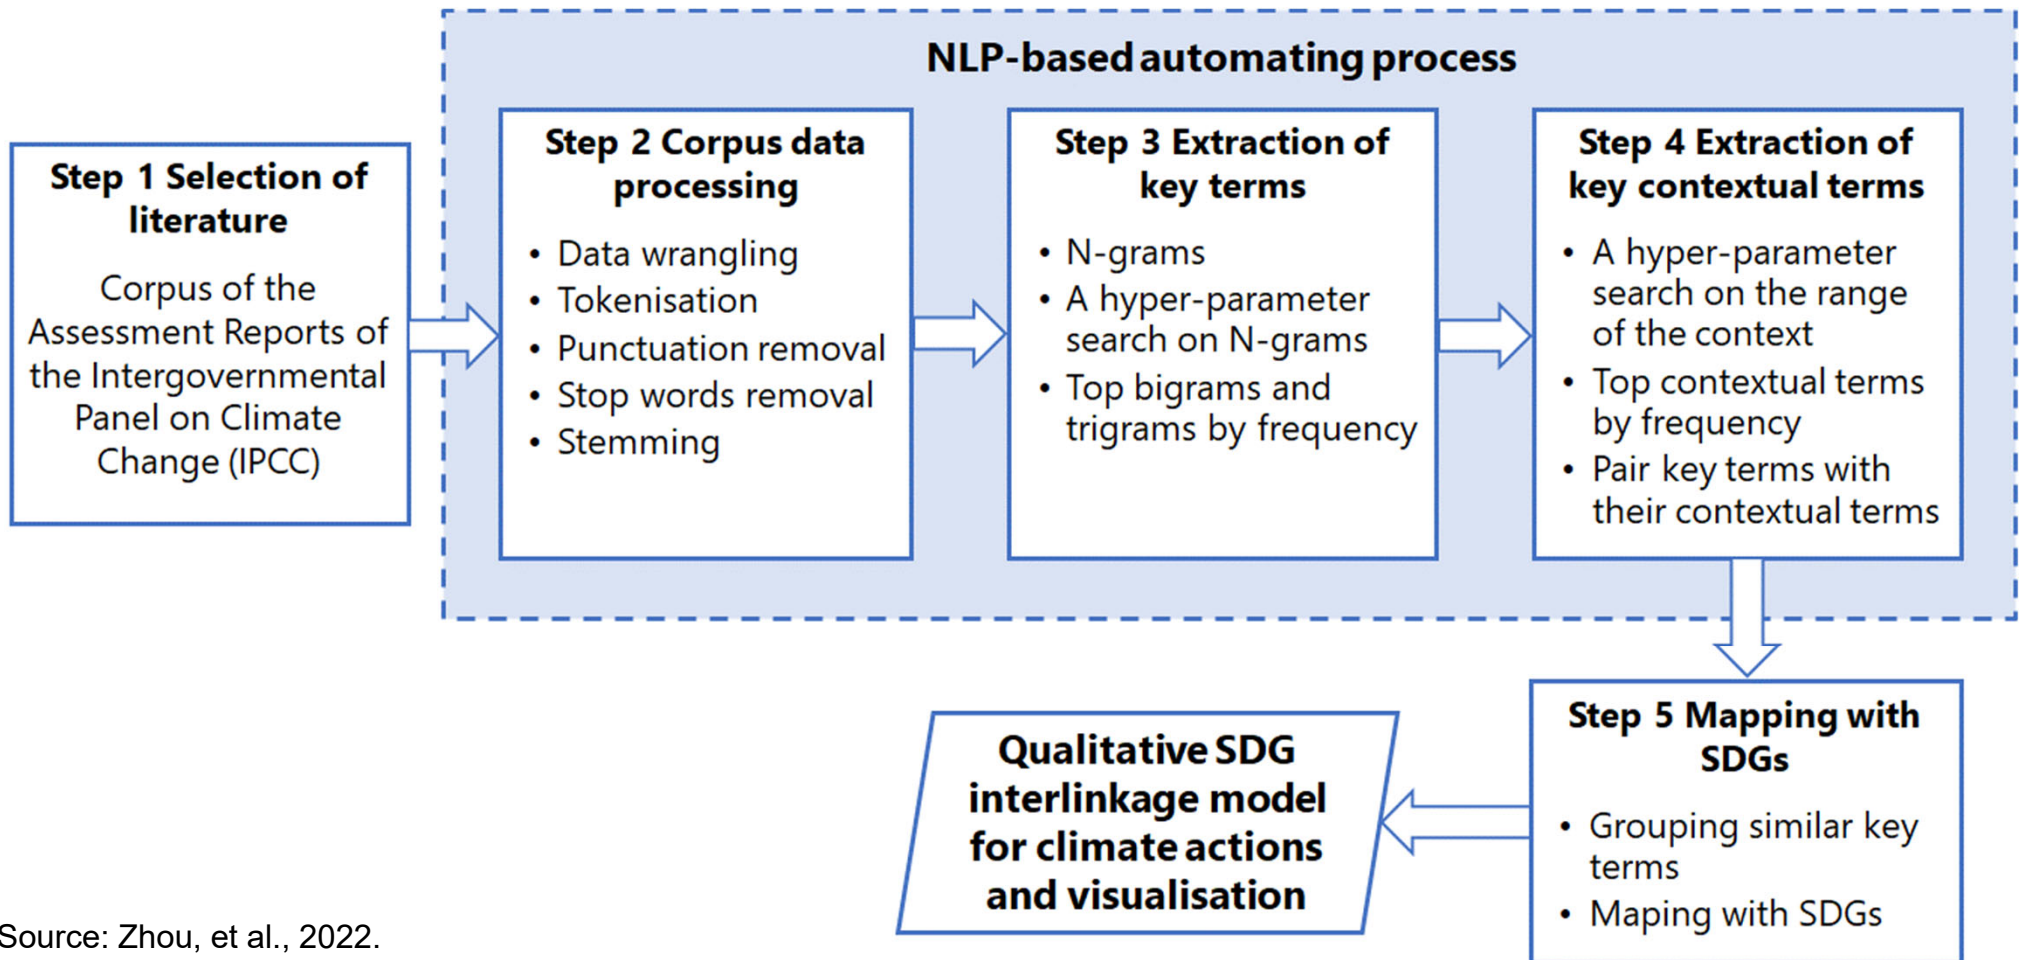 NLP-based automating process
Step 1 Selection of
literature
Corpus of the
Assessment Reports of
the Intergovernmental
Panel on Climate
Change (IPCC)
Step 2 Corpus data
processing
• Data wrangling
• Tokenisation
• Punctuation removal
• Stop words removal
• Stemming
Step 3 Extraction of
key terms
• N-grams
• A hyper-parameter
search on N-grams
• Top bigrams and
trigrams by frequency
Step 4 Extraction of
key contextual terms
• A hyper-parameter
search on the range
of the context
• Top contextual terms
by frequency
• Pair key terms with
their contextual terms
Step 5 Mapping with
SDGs
• Grouping similar key
terms
• Maping with SDGs
Qualitative SDG
interlinkage model
for climate actions
and visualisation
Source: Zhou, et al., 2022.